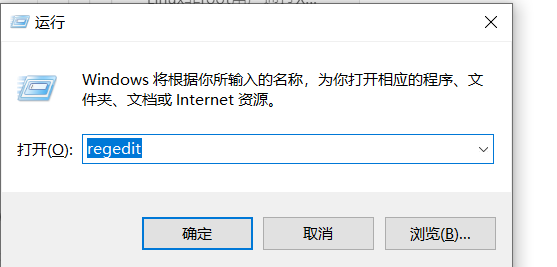 运行
Windows 将根据你所输入的名称，为你打开相应的程序、文
件夹、文档或 Internet 资源。
打开(O): regedit
确定 取消 浏览(B)...